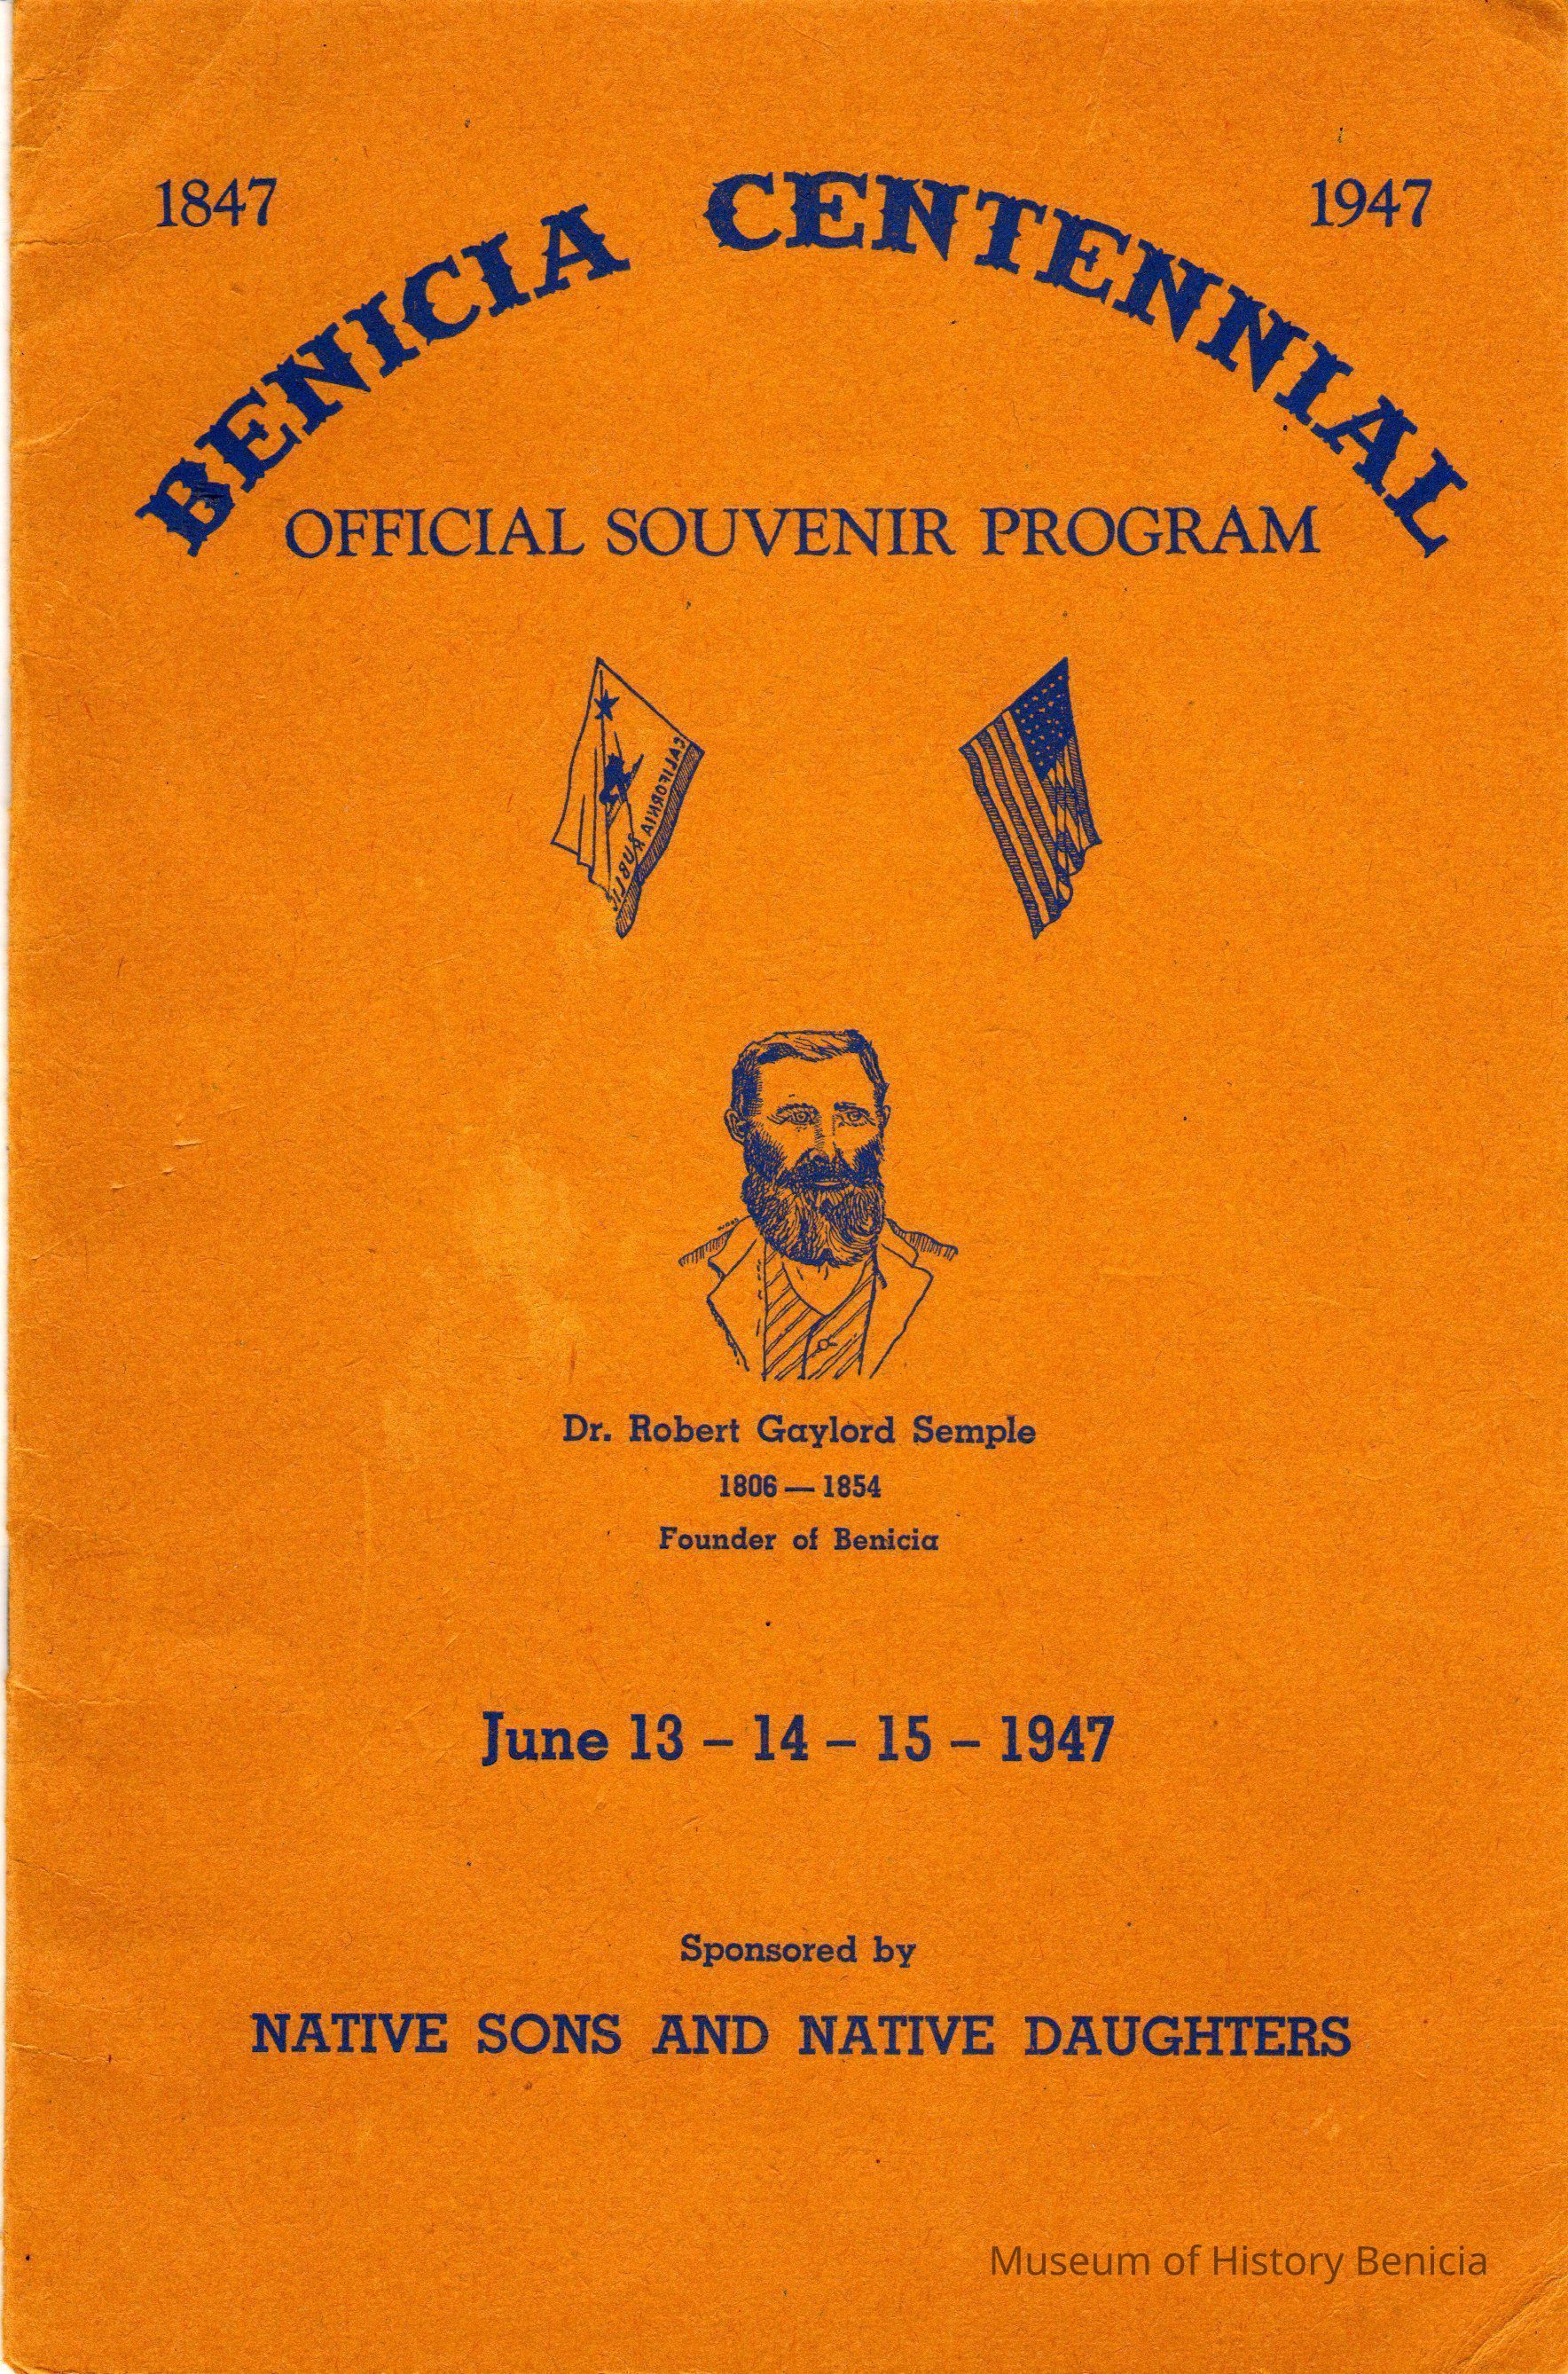 1847
1947
BENICIA CENTENNIAL
OFFICIAL SOUVENIR PROGRAM
CALIFORNIA
Dr. Robert Gaylord Semple
1806 — 1854
Founder of Benicia
June 13 – 14 – 15 – 1947
Sponsored by
NATIVE SONS AND NATIVE DAUGHTERS
Museum of History Benicia